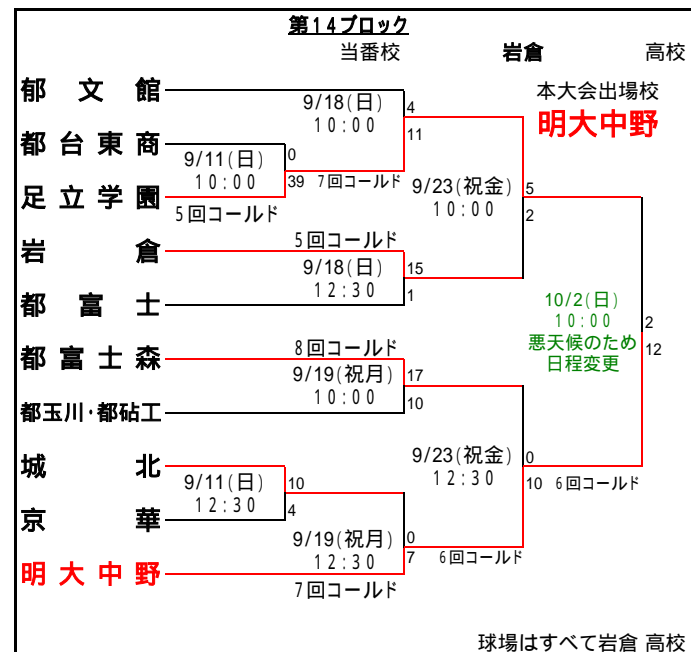 第14ブロック
当番校 岩倉 高校
本大会出場校
明大中野
郁文館
9/18(日)
10:00
4
11
都台東商
9/11(日)
10:00
0
39
7回コールド
足立学園
5回コールド
9/23(祝金)
10:00
5
2
岩倉
5回コールド
9/18(日)
12:30
15
1
都富士
10/2(日)
10:00
悪天候のため
日程変更
2
12
都富士森
8回コールド
9/19(祝月)
10:00
17
10
都玉川・都砧工
城北
9/11(日)
12:30
10
4
9/23(祝金)
12:30
0
10
6回コールド
京華
9/19(祝月)
12:30
0
7
6回コールド
明大中野
7回コールド
球場はすべて岩倉 高校